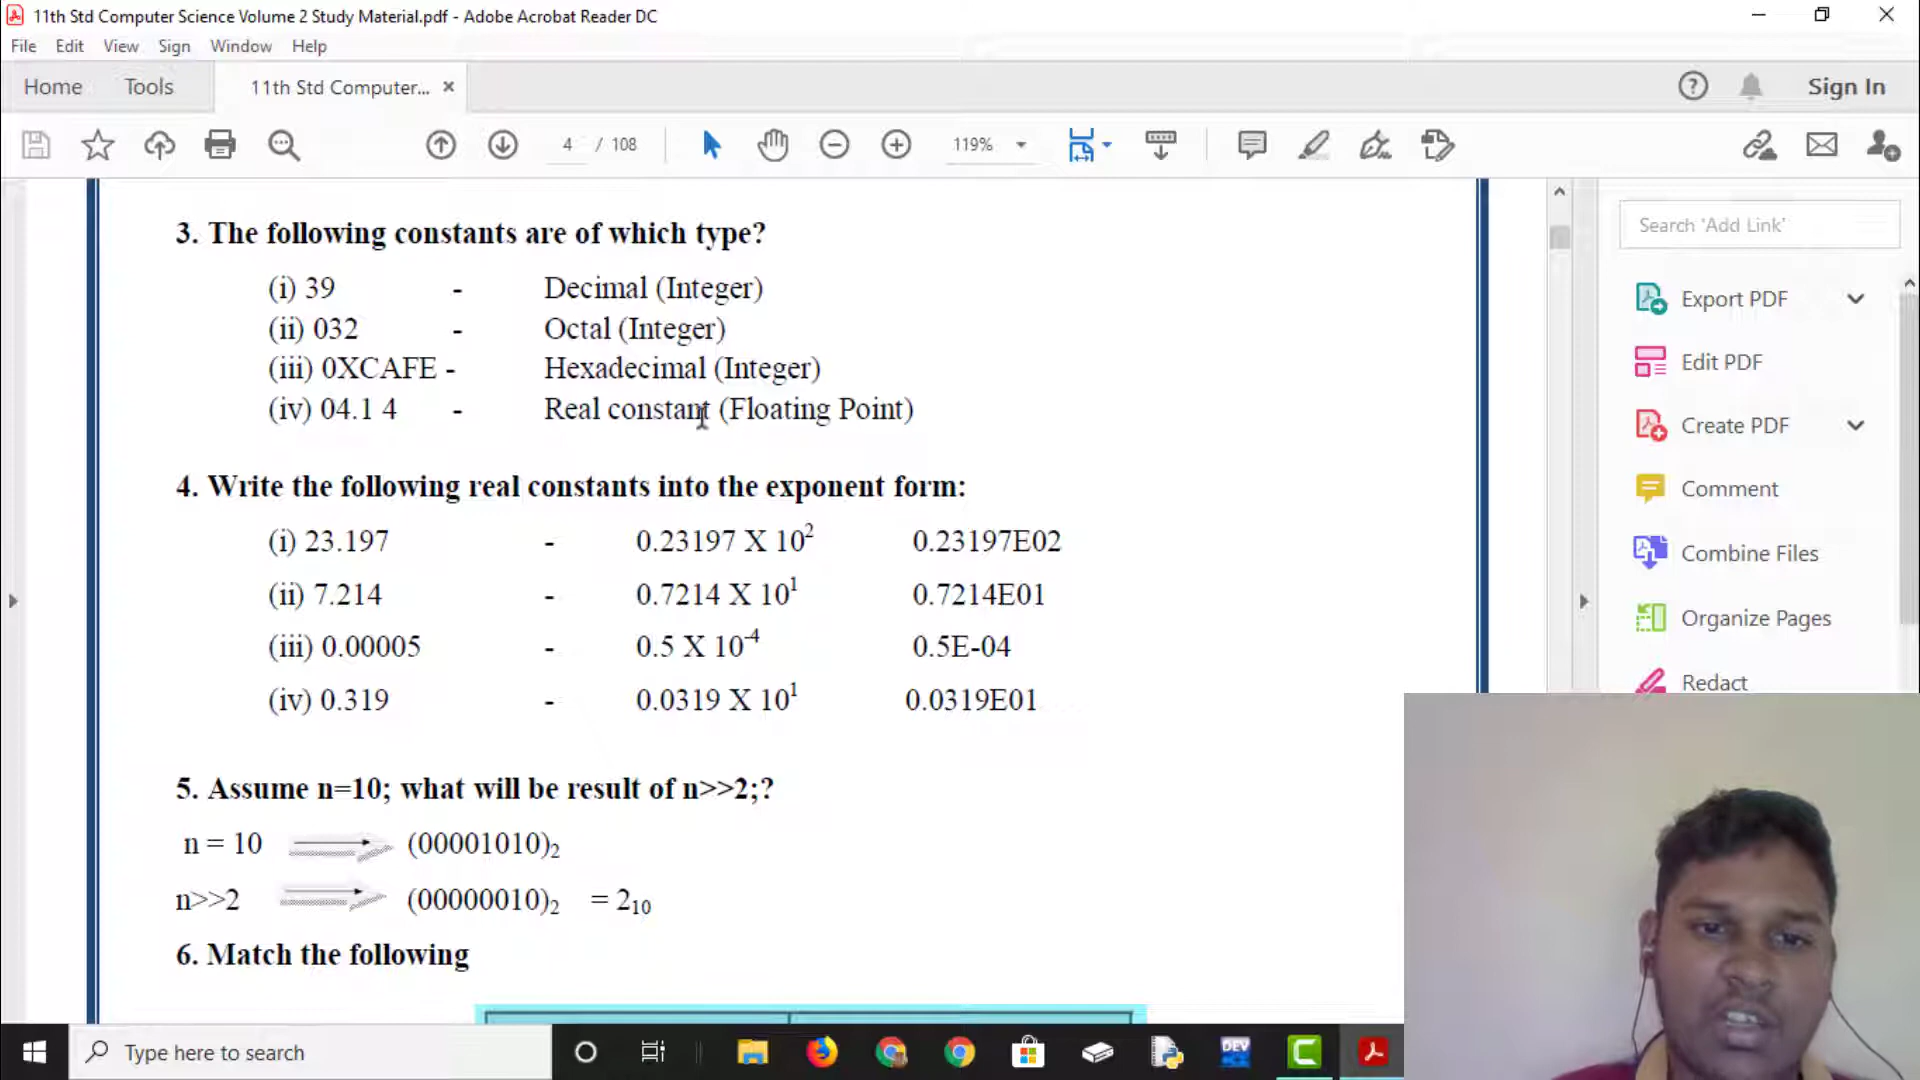 11th Std Computer Science Volume 2 Study Material.pdf - Adobe Acrobat Reader DC
File Edit View Sign Window Help
Home Tools 11th Std Computer... × Sign In
4 / 108 119%
3. The following constants are of which type?
(i) 39 - Decimal (Integer)
(ii) 032 - Octal (Integer)
(iii) 0XCAFE - Hexadecimal (Integer)
(iv) 04.1 4 - Real constant (Floating Point)
4. Write the following real constants into the exponent form:
(i) 23.197 - 0.23197 X 10² 0.23197E02
(ii) 7.214 - 0.7214 X 10¹ 0.7214E01
(iii) 0.00005 - 0.5 X 10⁻⁴ 0.5E-04
(iv) 0.319 - 0.0319 X 10¹ 0.0319E01
5. Assume n=10; what will be result of n>>2;?
n = 10 (00001010)₂
n>>2 (00000010)₂ = 2₁₀
6. Match the following
Search 'Add Link'
Export PDF
Edit PDF
Create PDF
Comment
Combine Files
Organize Pages
Redact
Type here to search
DEV